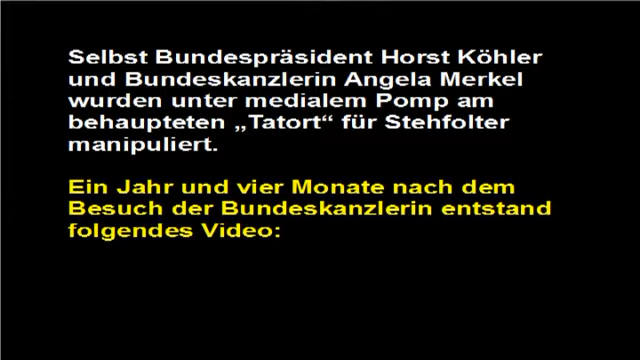 Selbst Bundespräsident Horst Köhler
und Bundeskanzlerin Angela Merkel
wurden unter medialem Pomp am
behaupteten „Tatort“ für Stehfolter
manipuliert.
Ein Jahr und vier Monate nach dem
Besuch der Bundeskanzlerin entstand
folgendes Video: